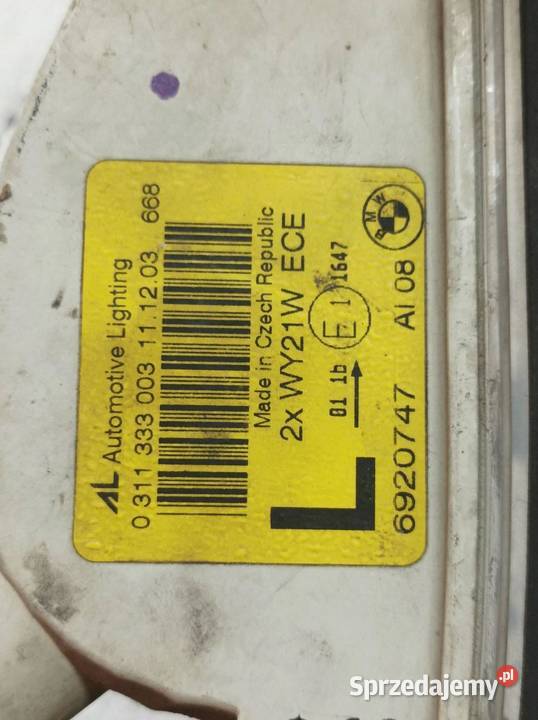 AL Automotive Lighting
0 311 333 003 11.12.03 668
Made in Czech Republic
2x WY21W ECE
01 1b E 1 1647
L
6920747 AI 08
BMW
Sprzedajemy.pl